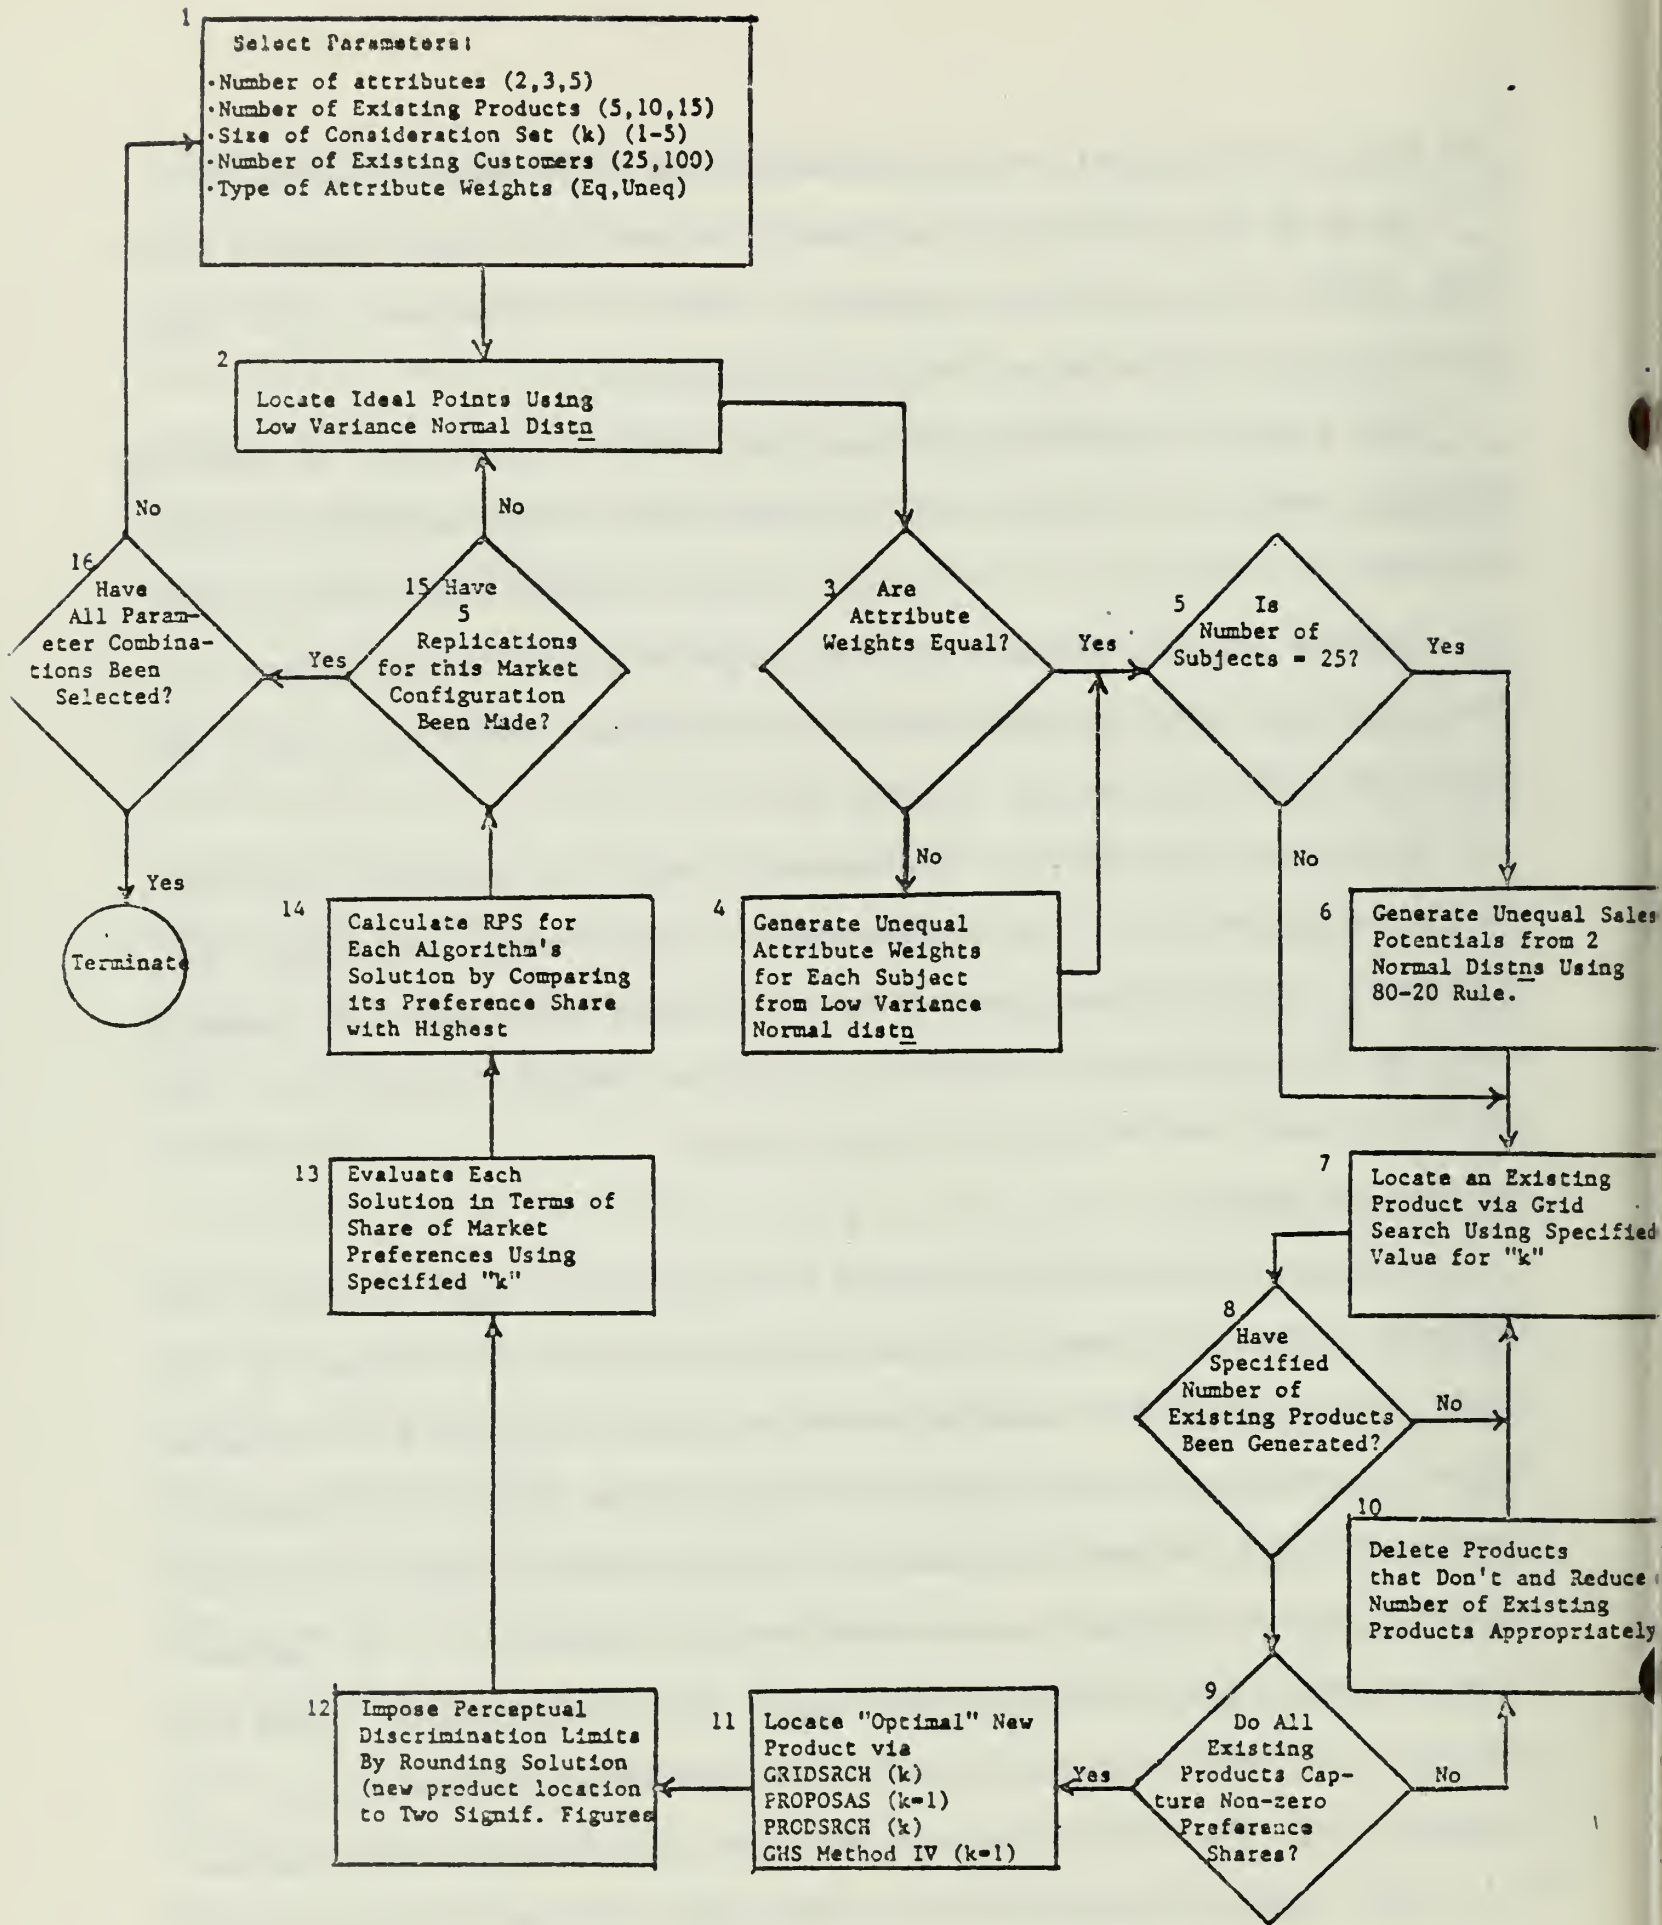 1
Select Parameters:
·Number of attributes (2,3,5)
·Number of Existing Products (5,10,15)
·Size of Consideration Set (k) (1-5)
·Number of Existing Customers (25,100)
·Type of Attribute Weights (Eq,Uneq)
2
Locate Ideal Points Using
Low Variance Normal Distn
No
No
16
Have
All Param-
eter Combina-
tions Been
Selected?
Yes
15 Have
5
Replications
for this Market
Configuration
Been Made?
3
Are
Attribute
Weights Equal?
Yes
5
Is
Number of
Subjects = 25?
Yes
No
No
Yes
Terminate
14
Calculate RPS for
Each Algorithm's
Solution by Comparing
its Preference Share
with Highest
4
Generate Unequal
Attribute Weights
for Each Subject
from Low Variance
Normal distn
6
Generate Unequal Sales
Potentials from 2
Normal Distns Using
80-20 Rule.
13
Evaluate Each
Solution in Terms of
Share of Market
Preferences Using
Specified "k"
7
Locate an Existing
Product via Grid
Search Using Specified
Value for "k"
8
Have
Specified
Number of
Existing Products
Been Generated?
No
10
Delete Products
that Don't and Reduce
Number of Existing
Products Appropriately
12
Impose Perceptual
Discrimination Limits
By Rounding Solution
(new product location
to Two Signif. Figures
11
Locate "Optimal" New
Product via
GRIDSRCH (k)
PROPOSAS (k=1)
PRODSRCH (k)
GHS Method IV (k=1)
Yes
9
Do All
Existing
Products Cap-
ture Non-zero
Preference
Shares?
No